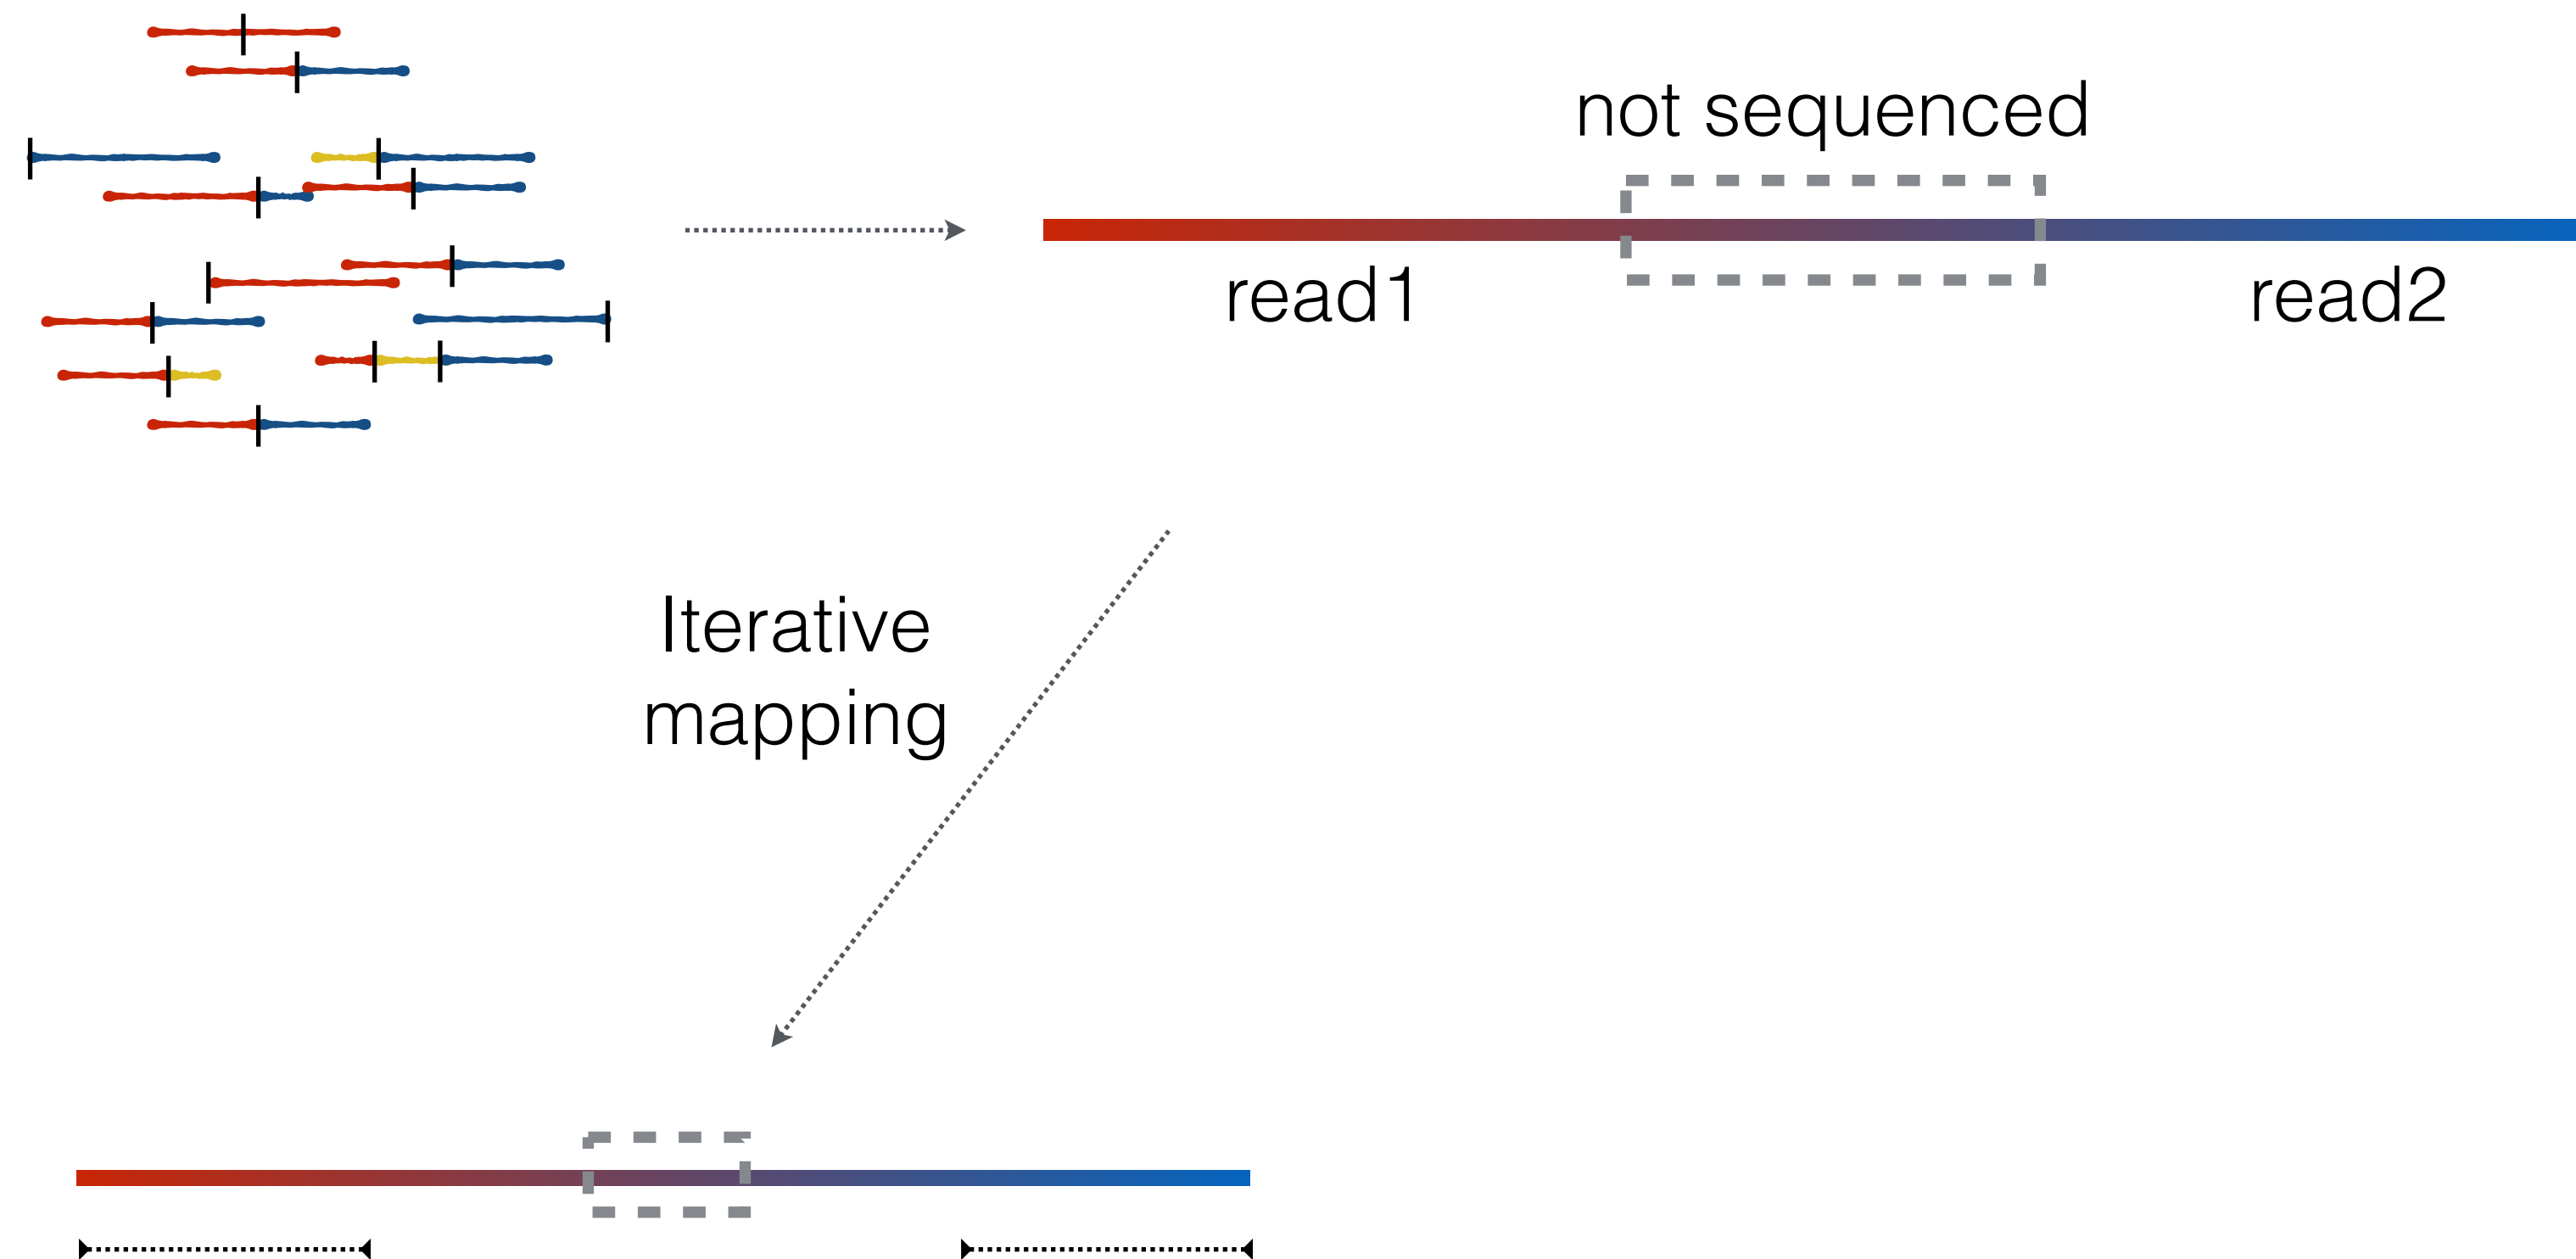 not sequenced
read1
read2
Iterative
mapping